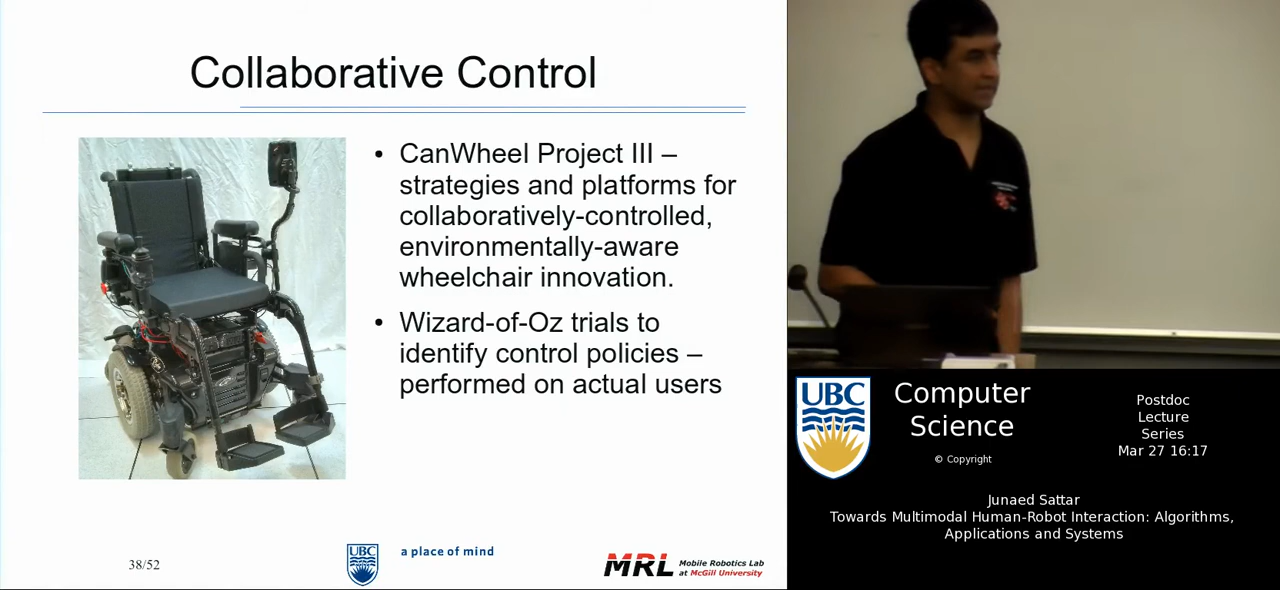 Collaborative Control
• CanWheel Project III –
strategies and platforms for
collaboratively-controlled,
environmentally-aware
wheelchair innovation.
• Wizard-of-Oz trials to
identify control policies –
performed on actual users
38/52
UBC
a place of mind
MRL
Mobile Robotics Lab
at McGill University
UBC
Computer
Science
© Copyright
Postdoc
Lecture
Series
Mar 27 16:17
Junaed Sattar
Towards Multimodal Human-Robot Interaction: Algorithms,
Applications and Systems